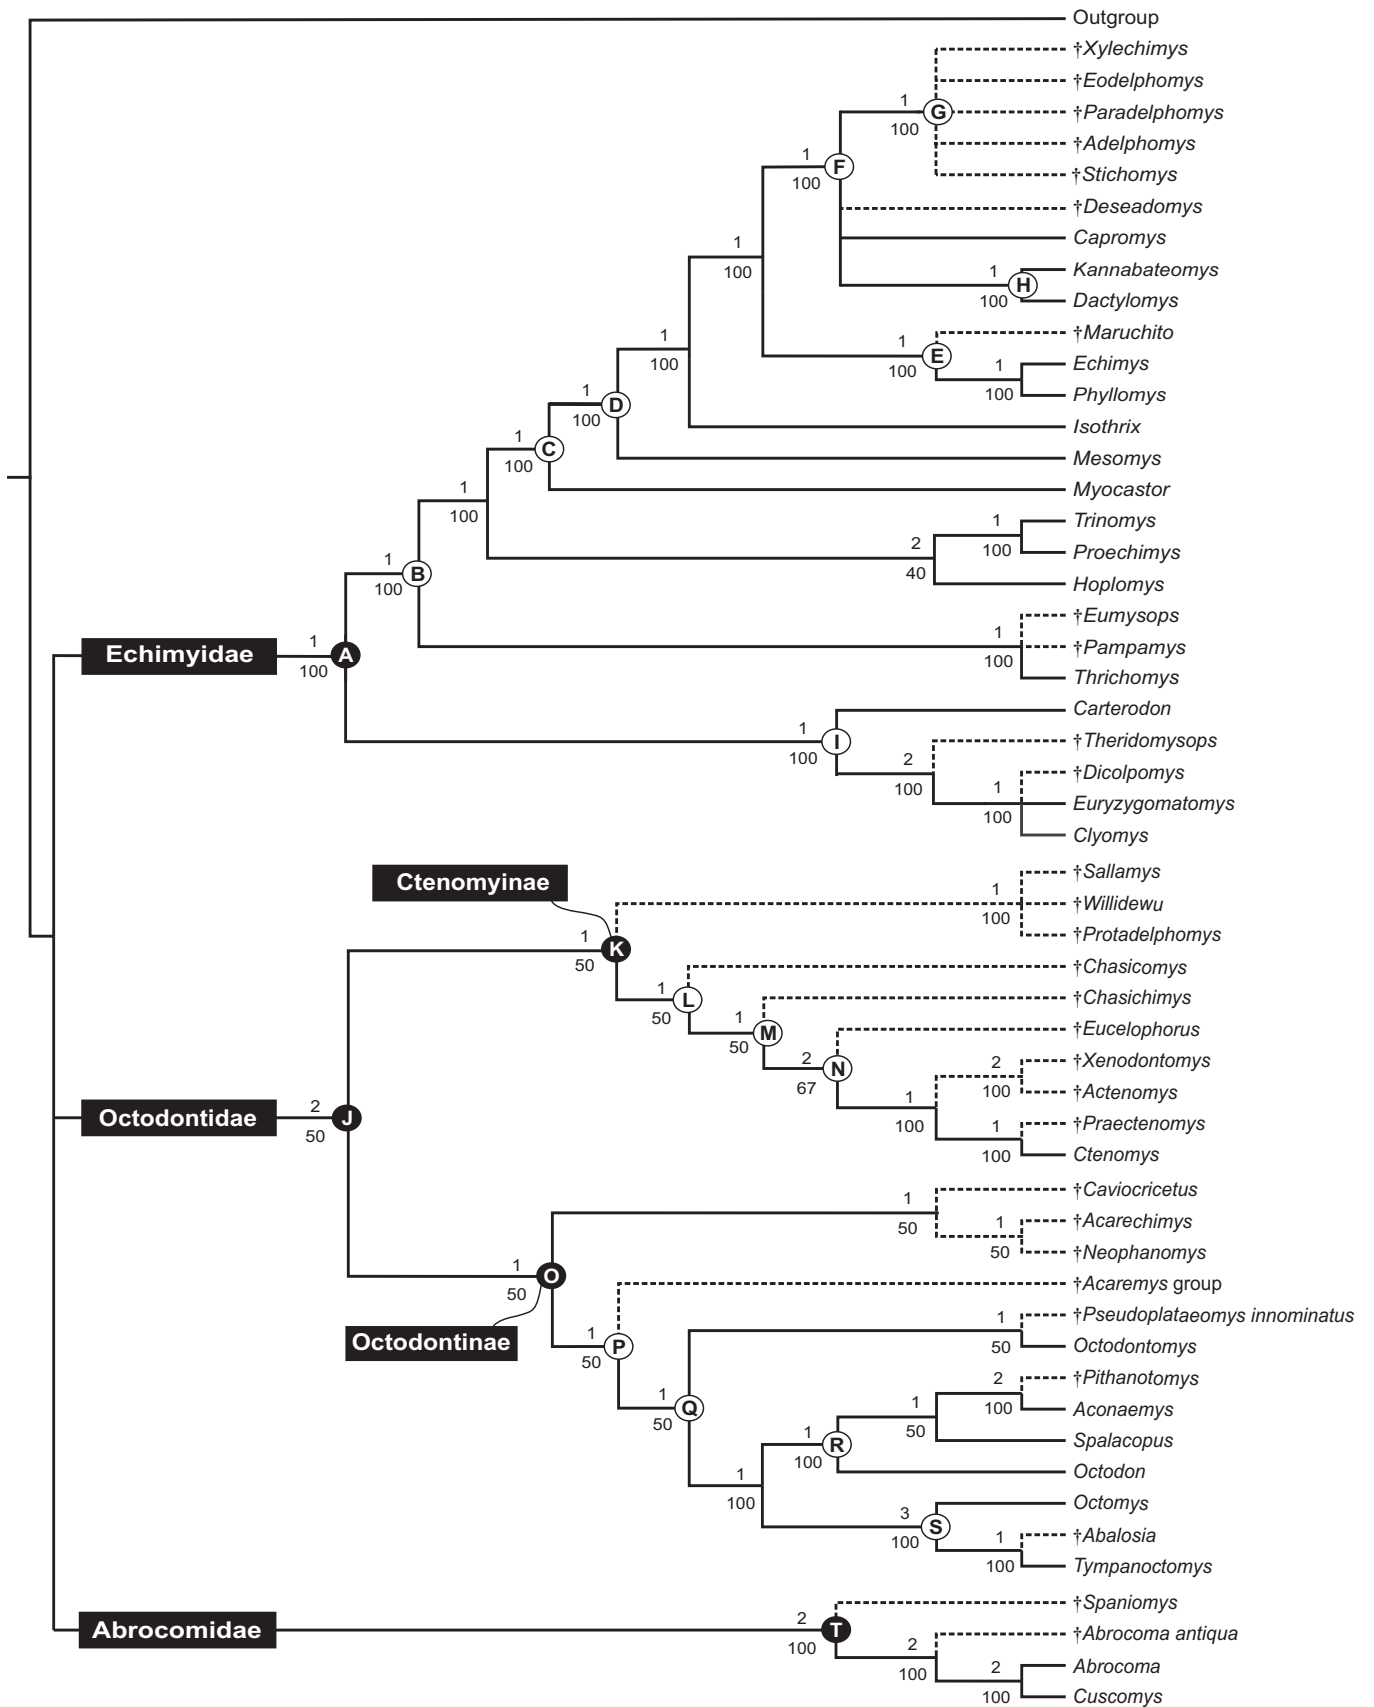 Outgroup
†Xylechimys
†Eodelphomys
1
G
†Paradelphomys
100
†Adelphomys
1
F
100
†Stichomys
†Deseadomys
Capromys
1
100
Kannabateomys
1
H
100
Dactylomys
†Maruchito
1
100
1
E
100
Echimys
1
100
Phyllomys
1
D
100
Isothrix
1
C
100
Mesomys
Myocastor
1
100
Trinomys
1
100
Proechimys
2
40
Hoplomys
1
B
100
†Eumysops
1
100
†Pampamys
Thrichomys
Echimyidae
1
A
100
Carterodon
1
I
100
†Theridomysops
2
100
†Dicolpomys
1
100
Euryzygomatomys
Clyomys
Ctenomyinae
†Sallamys
1
100
†Willidewu
†Protadelphomys
1
K
50
†Chasicomys
1
L
50
†Chasichimys
1
M
50
†Eucelophorus
2
N
67
†Xenodontomys
2
100
†Actenomys
1
100
†Praectenomys
1
100
Ctenomys
Octodontidae
2
J
50
†Caviocricetus
1
50
†Acarechimys
1
50
†Neophanomys
1
O
50
†Acaremys group
Octodontinae
†Pseudoplataeomys innominatus
1
50
Octodontomys
1
P
50
†Pithanotomys
2
100
Aconaemys
1
50
Spalacopus
1
Q
50
1
R
100
Octodon
1
100
Octomys
3
S
100
†Abalosia
1
100
Tympanoctomys
Abrocomidae
2
T
100
†Spaniomys
†Abrocoma antiqua
2
100
Abrocoma
2
100
Cuscomys